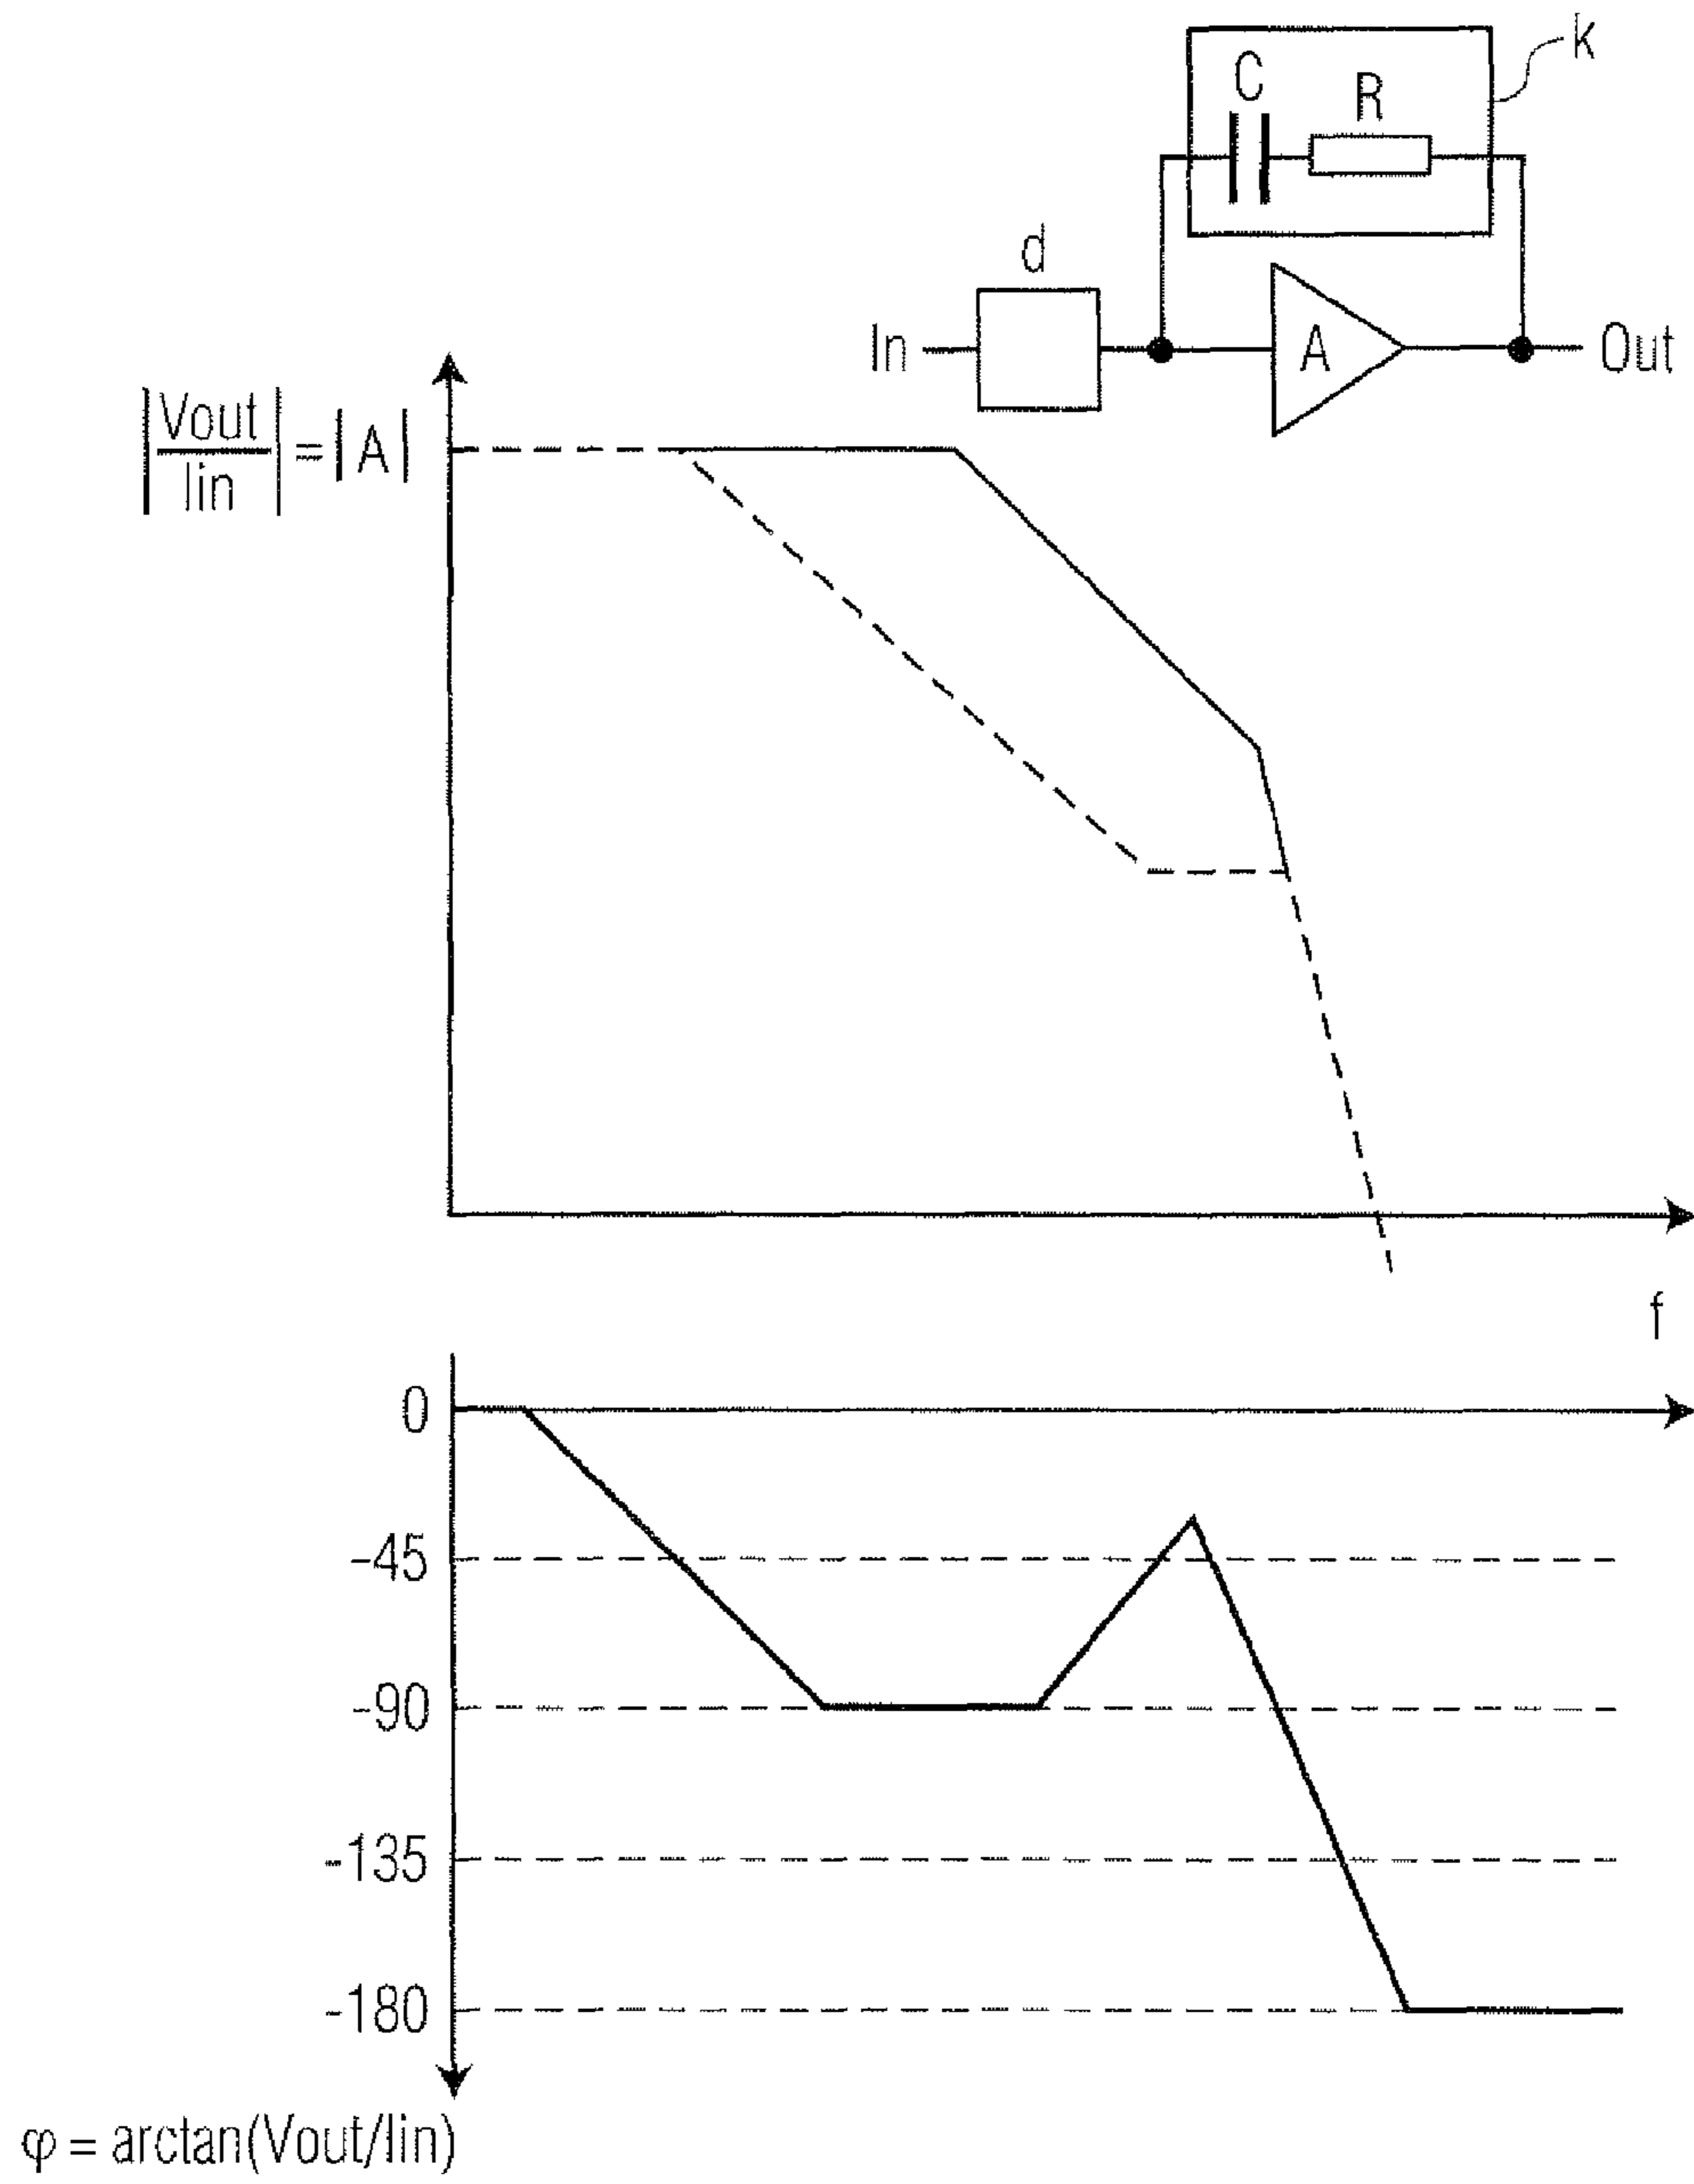 k
C
R
d
In
A
Out
|Vout/Iin| = |A|
f
0
-45
-90
-135
-180
φ = arctan(Vout/Iin)